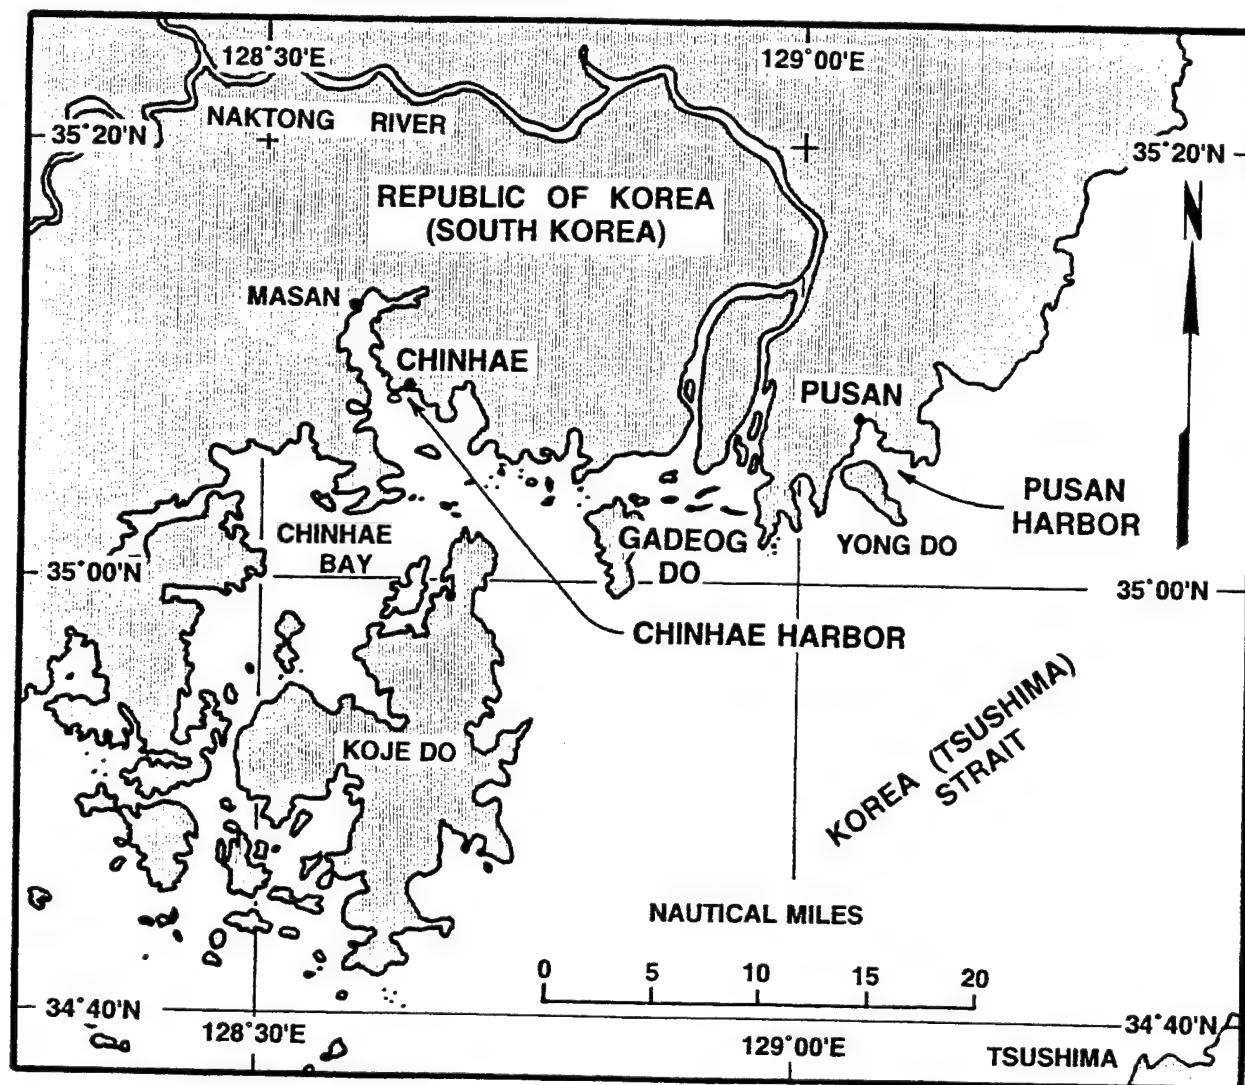 128°30'E
129°00'E
NAKTONG RIVER
35°20'N
35°20'N
REPUBLIC OF KOREA
(SOUTH KOREA)
N
MASAN
CHINHAE
PUSAN
PUSAN
HARBOR
CHINHAE
BAY
GADEOG
DO
YONG DO
35°00'N
35°00'N
CHINHAE HARBOR
KOREA (TSUSHIMA)
STRAIT
KOJE DO
NAUTICAL MILES
0 5 10 15 20
34°40'N
34°40'N
128°30'E
129°00'E
TSUSHIMA